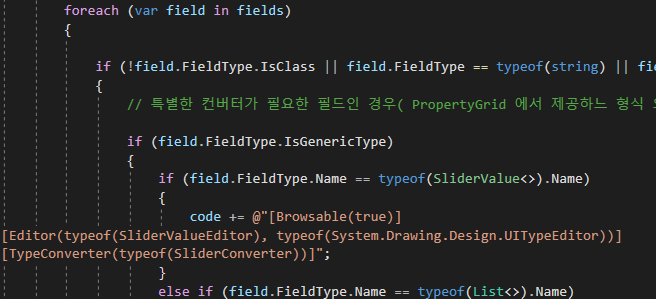 foreach (var field in fields)
{
if (!field.FieldType.IsClass || field.FieldType == typeof(string) ||
{
// 특별한 컨버터가 필요한 필드인 경우( PropertyGrid 에서 제공하느 형식
if (field.FieldType.IsGenericType)
{
if (field.FieldType.Name == typeof(SliderValue<>).Name)
{
code += @"[Browsable(true)]
[Editor(typeof(SliderValueEditor), typeof(System.Drawing.Design.UITypeEditor))]
[TypeConverter(typeof(SliderConverter))]";
}
else if (field.FieldType.Name == typeof(List<>).Name)